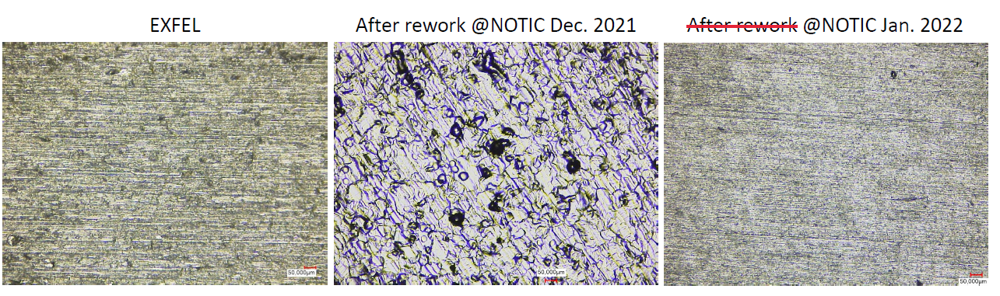 EXFEL
After rework @NOTIC Dec. 2021
After rework @NOTIC Jan. 2022
50,000µm
50,000µm
50,000µm